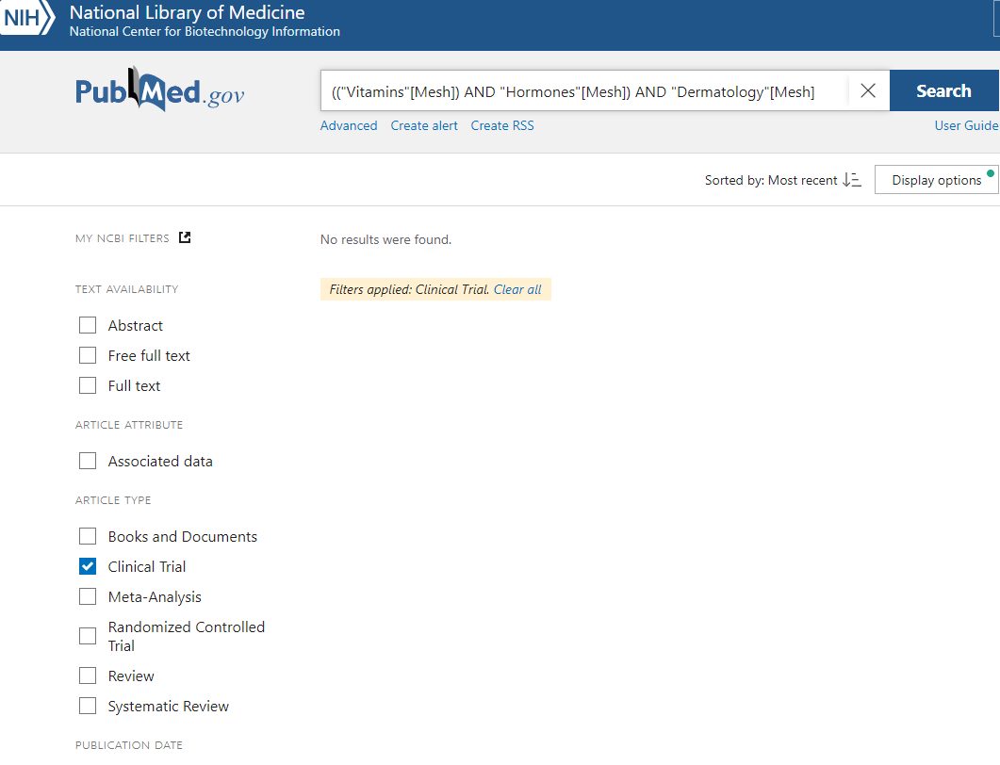 NIH
National Library of Medicine
National Center for Biotechnology Information
PubMed.gov
(("Vitamins"[Mesh]) AND "Hormones"[Mesh]) AND "Dermatology"[Mesh]
Search
Advanced Create alert Create RSS
User Guide
Sorted by: Most recent
Display options
MY NCBI FILTERS
No results were found.
Filters applied: Clinical Trial. Clear all
TEXT AVAILABILITY
Abstract
Free full text
Full text
ARTICLE ATTRIBUTE
Associated data
ARTICLE TYPE
Books and Documents
Clinical Trial
Meta-Analysis
Randomized Controlled
Trial
Review
Systematic Review
PUBLICATION DATE